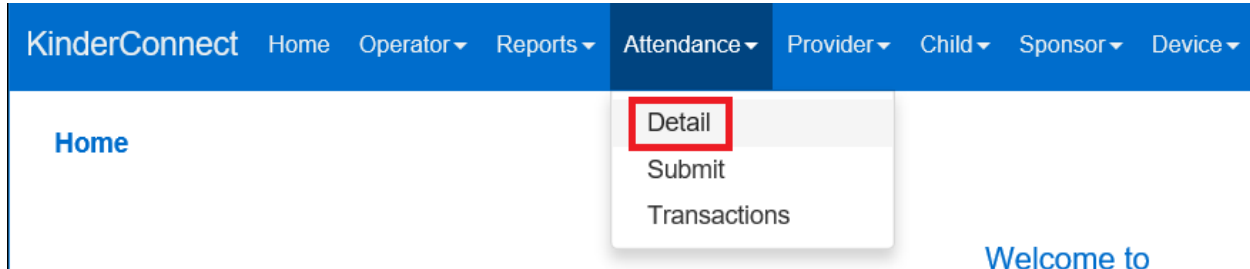 KinderConnect Home Operator Reports Attendance Provider Child Sponsor Device
Home
Detail
Submit
Transactions
Welcome to